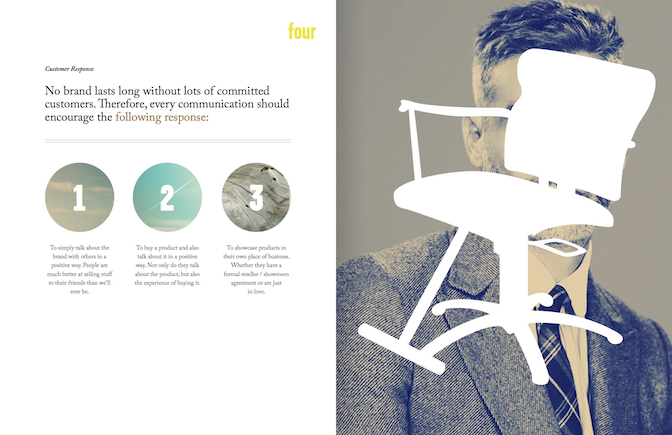 four
Customer Response
No brand lasts long without lots of committed
customers. Therefore, every communication should
encourage the following response:
1
2
3
To simply talk about the
brand with others in a
positive way. People are
much better at selling stuff
to their friends than we'll
ever be.
To buy a product and also
talk about it in a positive
way. Not only do they talk
about the product, but also
the experience of buying it.
To showcase products in
their own place of business.
Whether they have a
formal reseller / showroom
agreement or are just
in love.